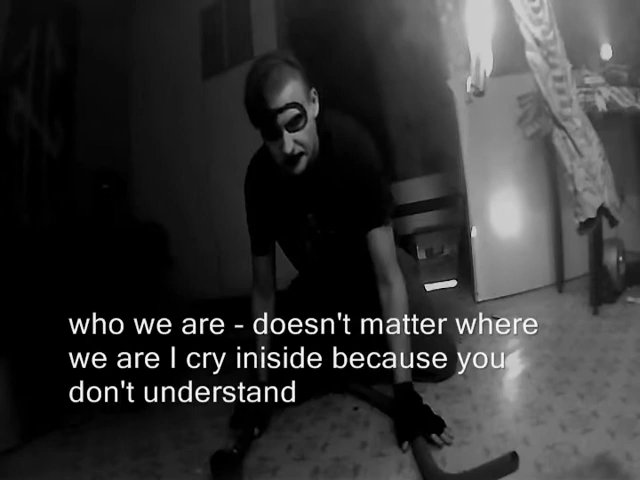 who we are - doesn't matter where
we are I cry iniside because you
don't understand